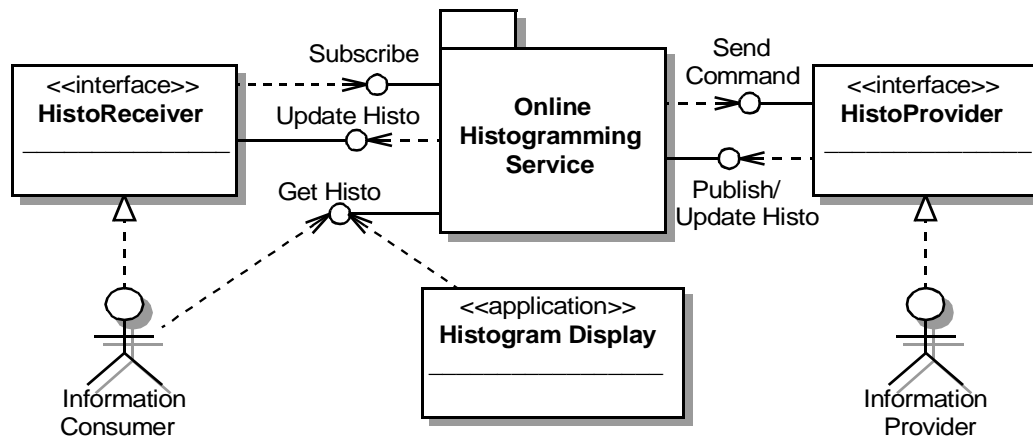 Subscribe
Send
Command
<<interface>>
HistoReceiver
Update Histo
Online
Histogramming
Service
<<interface>>
HistoProvider
Get Histo
Publish/
Update Histo
<<application>>
Histogram Display
Information
Consumer
Information
Provider